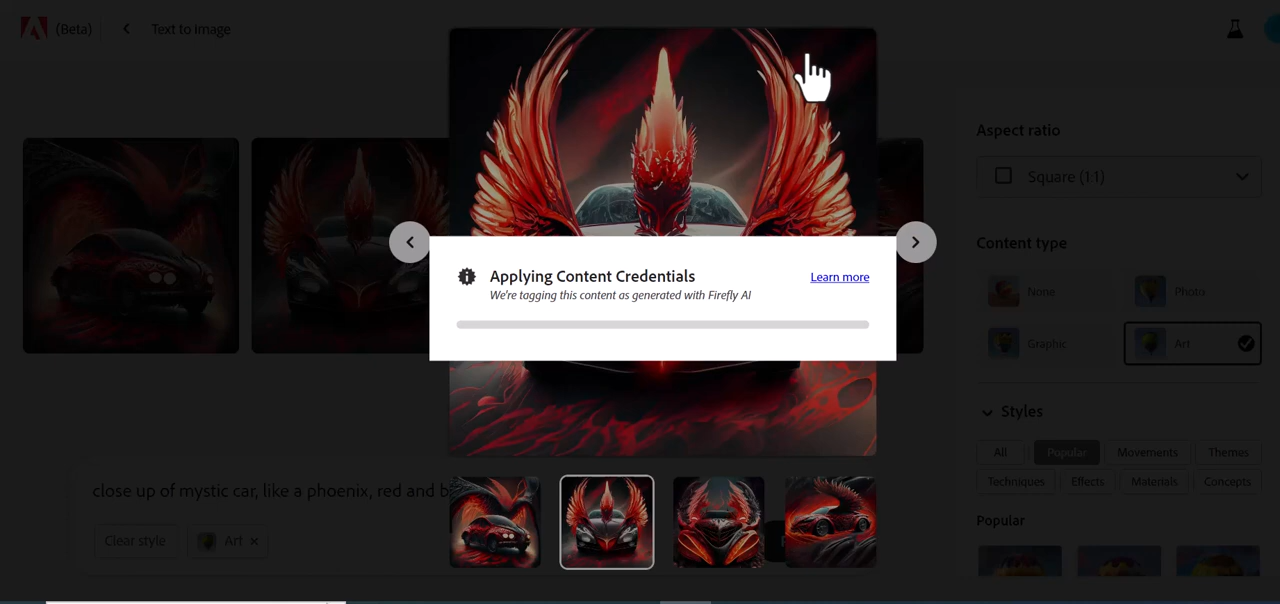 (Beta)
Text to image
Aspect ratio
Square (1:1)
Content type
None
Photo
Graphic
Art
Applying Content Credentials
Learn more
We're tagging this content as generated with Firefly AI
Styles
All
Popular
Movements
Themes
Techniques
Effects
Materials
Concepts
Popular
close up of mystic car, like a phoenix, red and b
Clear style
Art